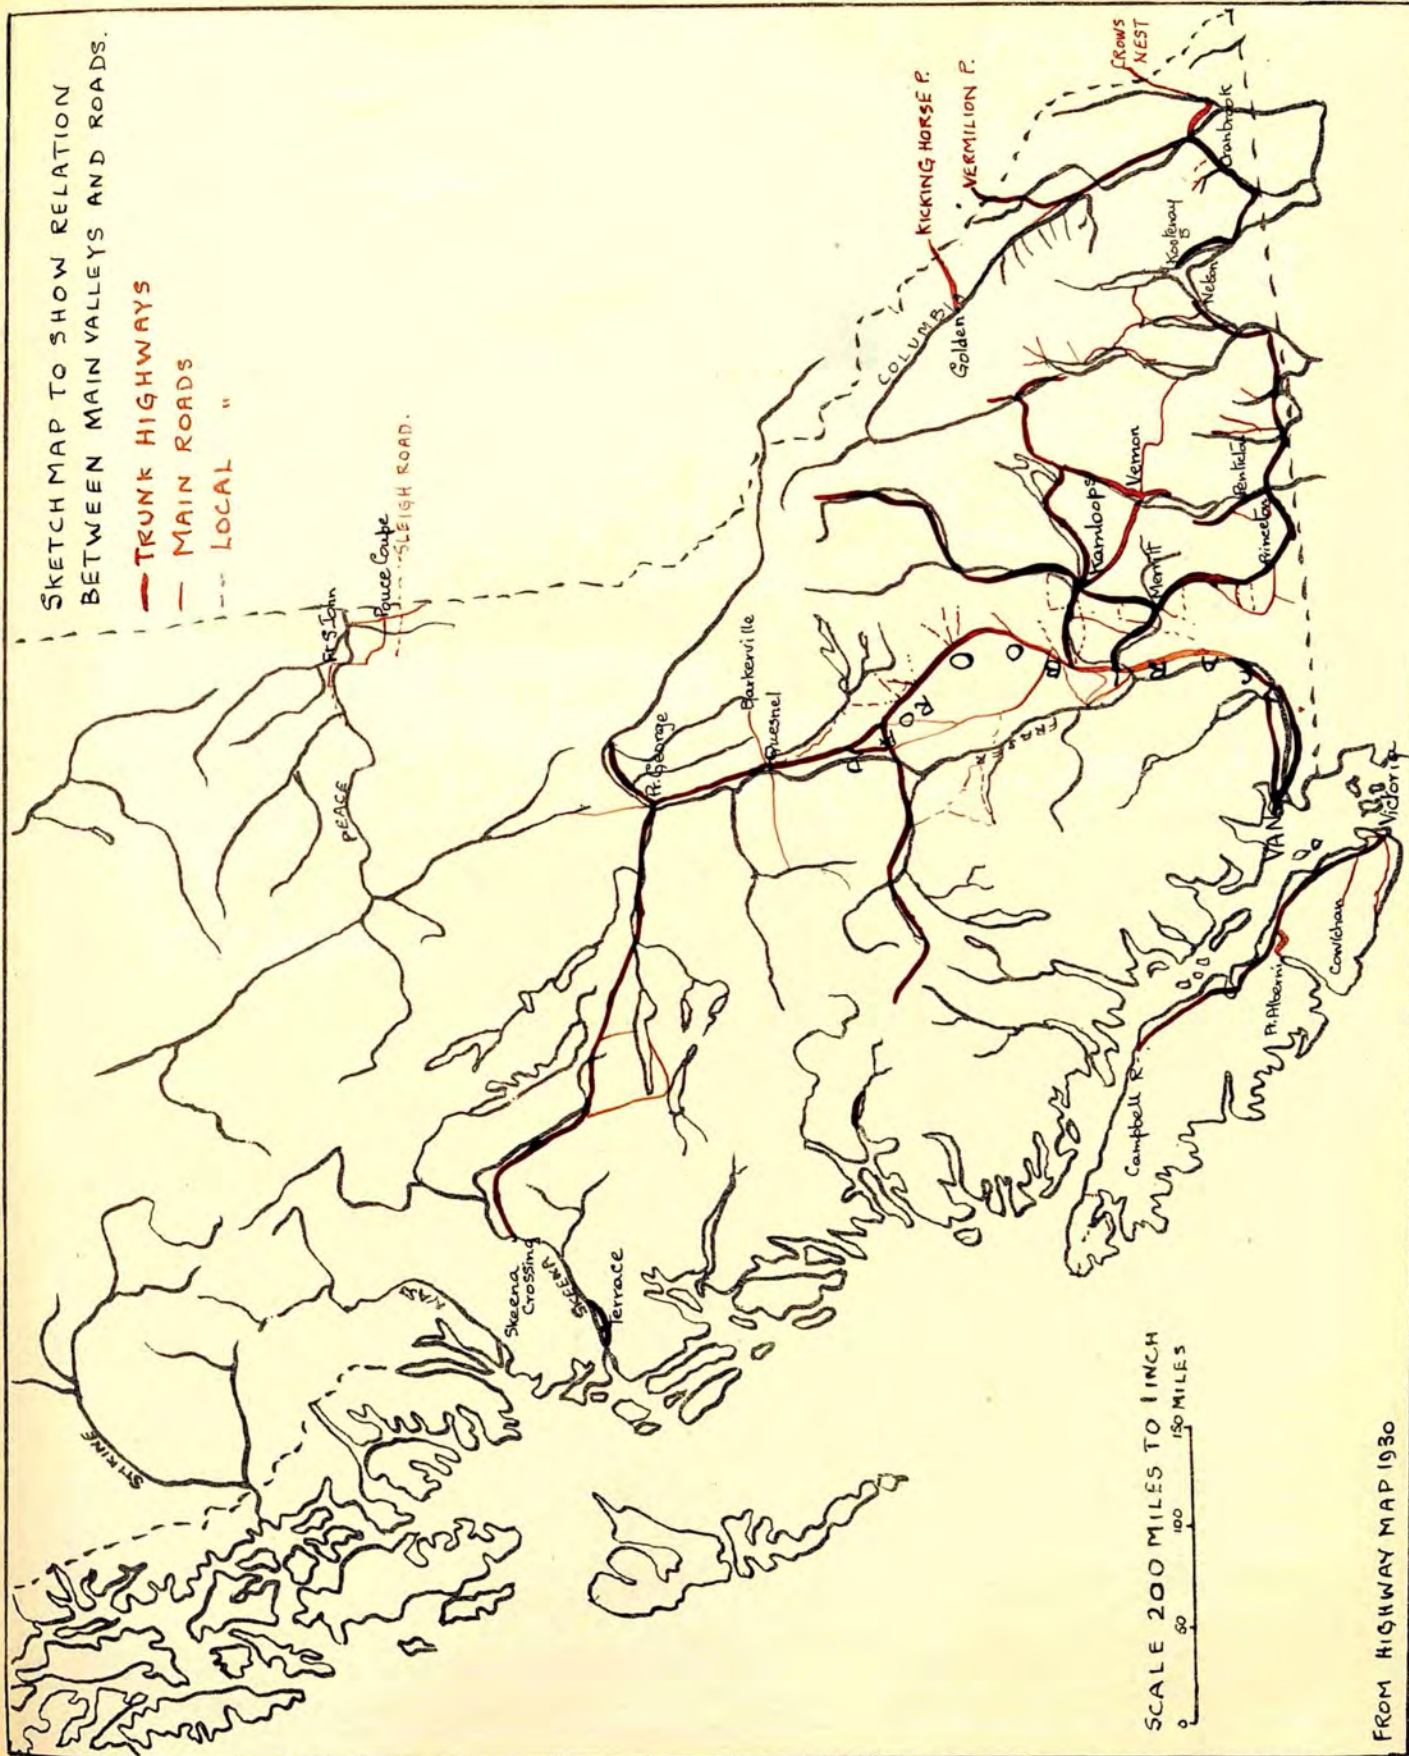 SKETCH MAP TO SHOW RELATION
BETWEEN MAIN VALLEYS AND ROADS.
TRUNK HIGHWAYS
MAIN ROADS
LOCAL "
SLEIGH ROAD.
Ft. St. John
Pouce Coupe
PEACE
STIKINE
Skeena
Crossing
SKEENA
Terrace
Pr. George
Barkerville
Quesnel
CARIBOO ROAD
FRASER
COLUMBIA
Golden
KICKING HORSE P.
VERMILION P.
CROWS
NEST
Cranbrook
Kootenay
B
Nelson
Vernon
Kamloops
Merritt
Penticton
Princeton
VAN
Victoria
Cowichan
Pt. Alberni
Campbell R.
SCALE 200 MILES TO 1 INCH
0 50 100 150 MILES
FROM HIGHWAY MAP 1930